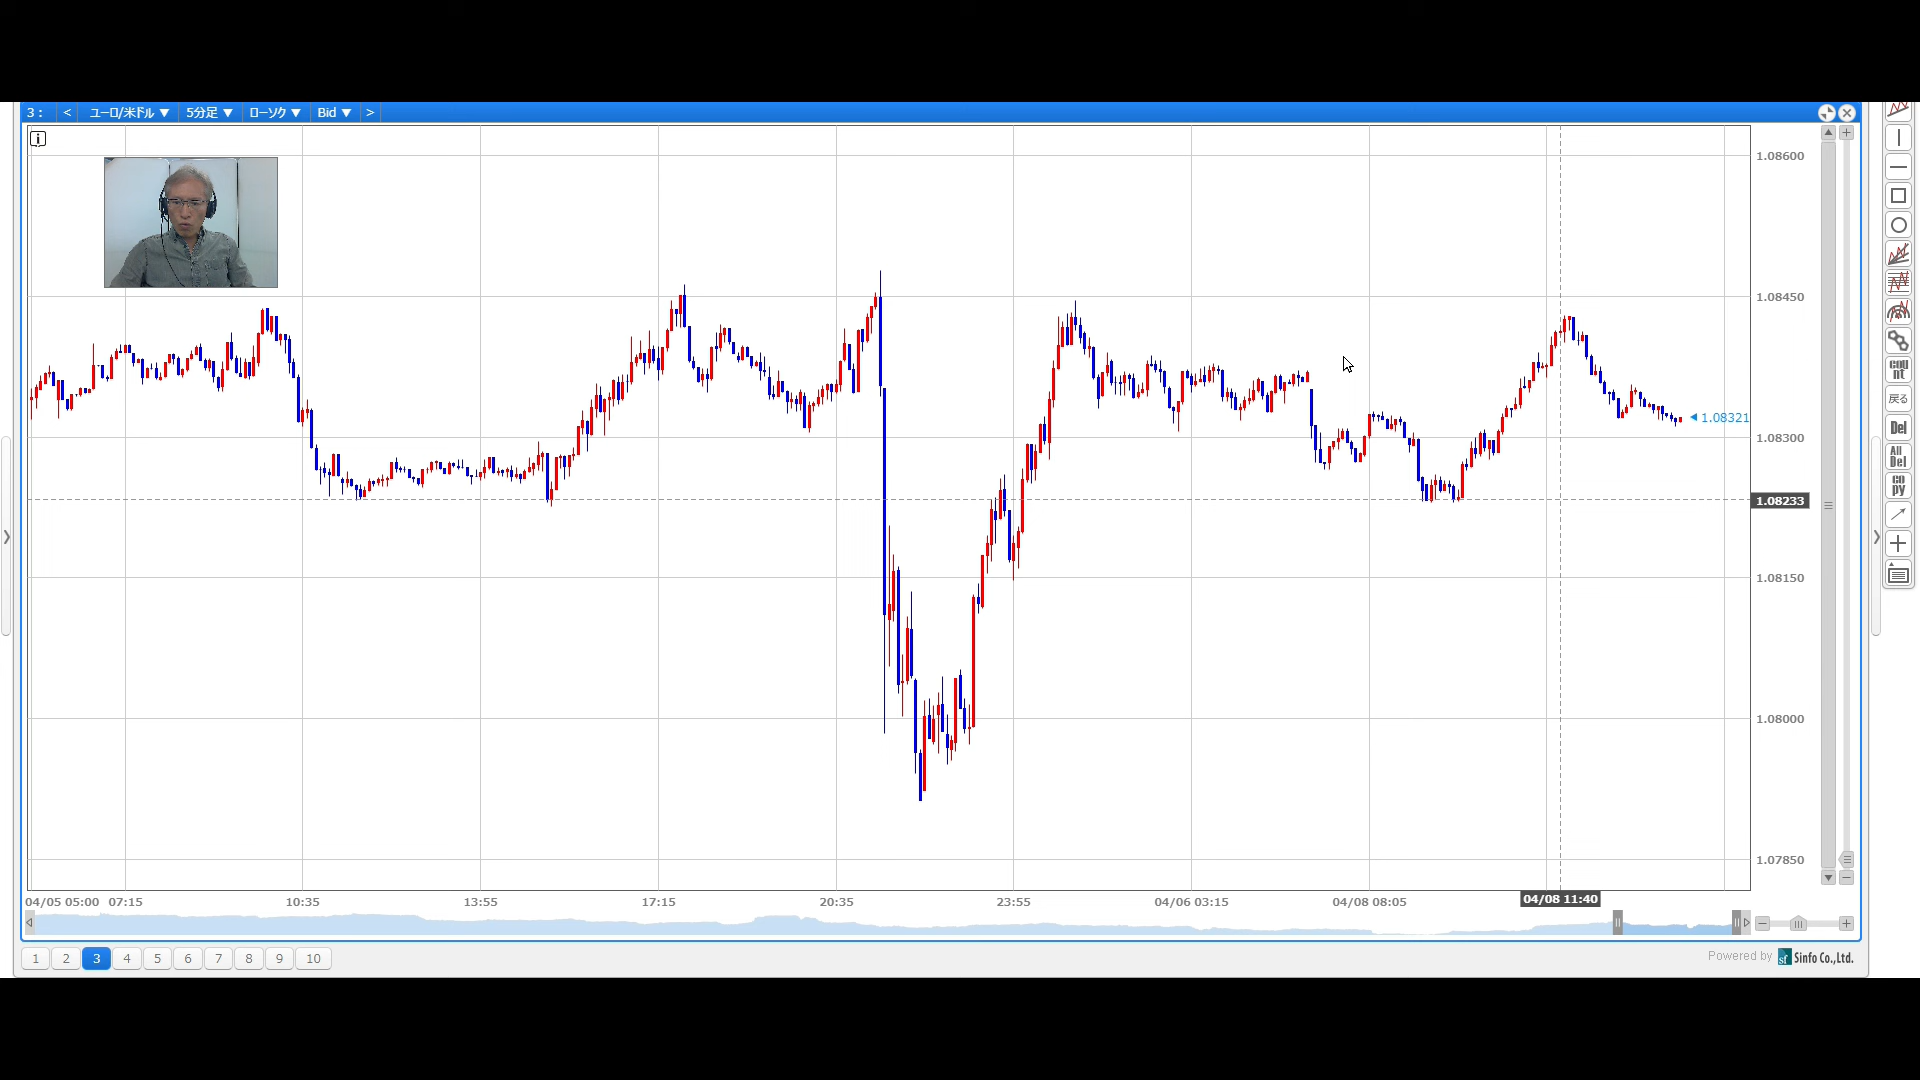 3 : < ユーロ/米ドル ▼ 5分足 ▼ ローソク ▼ Bid ▼ >
i
1.08600
1.08450
1.08321
1.08300
1.08233
1.08150
1.08000
1.07850
count
戻る
Del
All Del
copy
04/05 05:00 07:15 10:35 13:55 17:15 20:35 23:55 04/06 03:15 04/08 08:05 04/08 11:40
1 2 3 4 5 6 7 8 9 10
Powered by sf Sinfo Co.,Ltd.